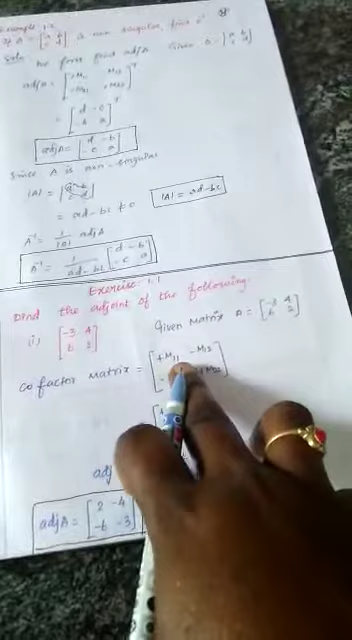 Example 1.2
If A = [a b; c d] is non singular, find A⁻¹
Soln: We first find adj A Given A = [a b; c d]
adj A = [+M₁₁ -M₁₂; -M₂₁ +M₂₂]ᵀ
= [d -c; -b a]ᵀ
adj A = [d -b; -c a]
Since A is non-singular
|A| = |a b; c d| |A| = ad - bc
= ad - bc ≠ 0
A⁻¹ = 1/|A| adj A
A⁻¹ = 1/(ad - bc) [d -b; -c a]
Exercise 1.1
Find the adjoint of the following:
(i) [-3 4; 6 2] Given Matrix A = [-3 4; 6 2]
Cofactor Matrix = [+M₁₁ -M₁₂; - +M₂₂]
adj
adj A = [2 -4; -6 -3]